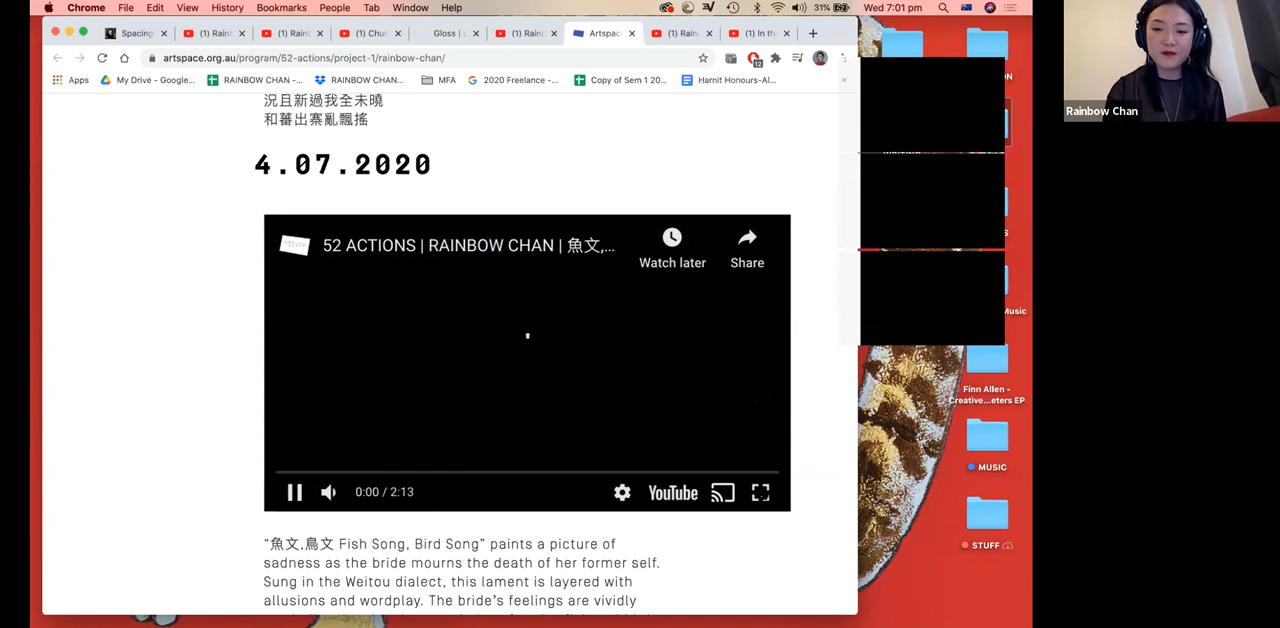 Chrome File Edit View History Bookmarks People Tab Window Help 31% Wed 7:01 pm
Spacing (1) Rain (1) Rain (1) Chu Gloss | (1) Rain Artspac (1) Rain (1) In th
artspace.org.au/program/52-actions/project-1/rainbow-chan/
12
Apps My Drive - Google... RAINBOW CHAN -... RAINBOW CHAN... MFA 2020 Freelance -... Copy of Sem 1 20... Harnit Honours-Al...
況且新過我全未曉
和蕃出寨亂飄搖
4.07.2020
52 ACTIONS | RAINBOW CHAN | 魚文,...
Watch later
Share
0:00 / 2:13
YouTube
“魚文,鳥文 Fish Song, Bird Song” paints a picture of
sadness as the bride mourns the death of her former self.
Sung in the Weitou dialect, this lament is layered with
allusions and wordplay. The bride’s feelings are vividly
ON
S
Music
Finn Allen -
Creative...eters EP
MUSIC
STUFF
Rainbow Chan